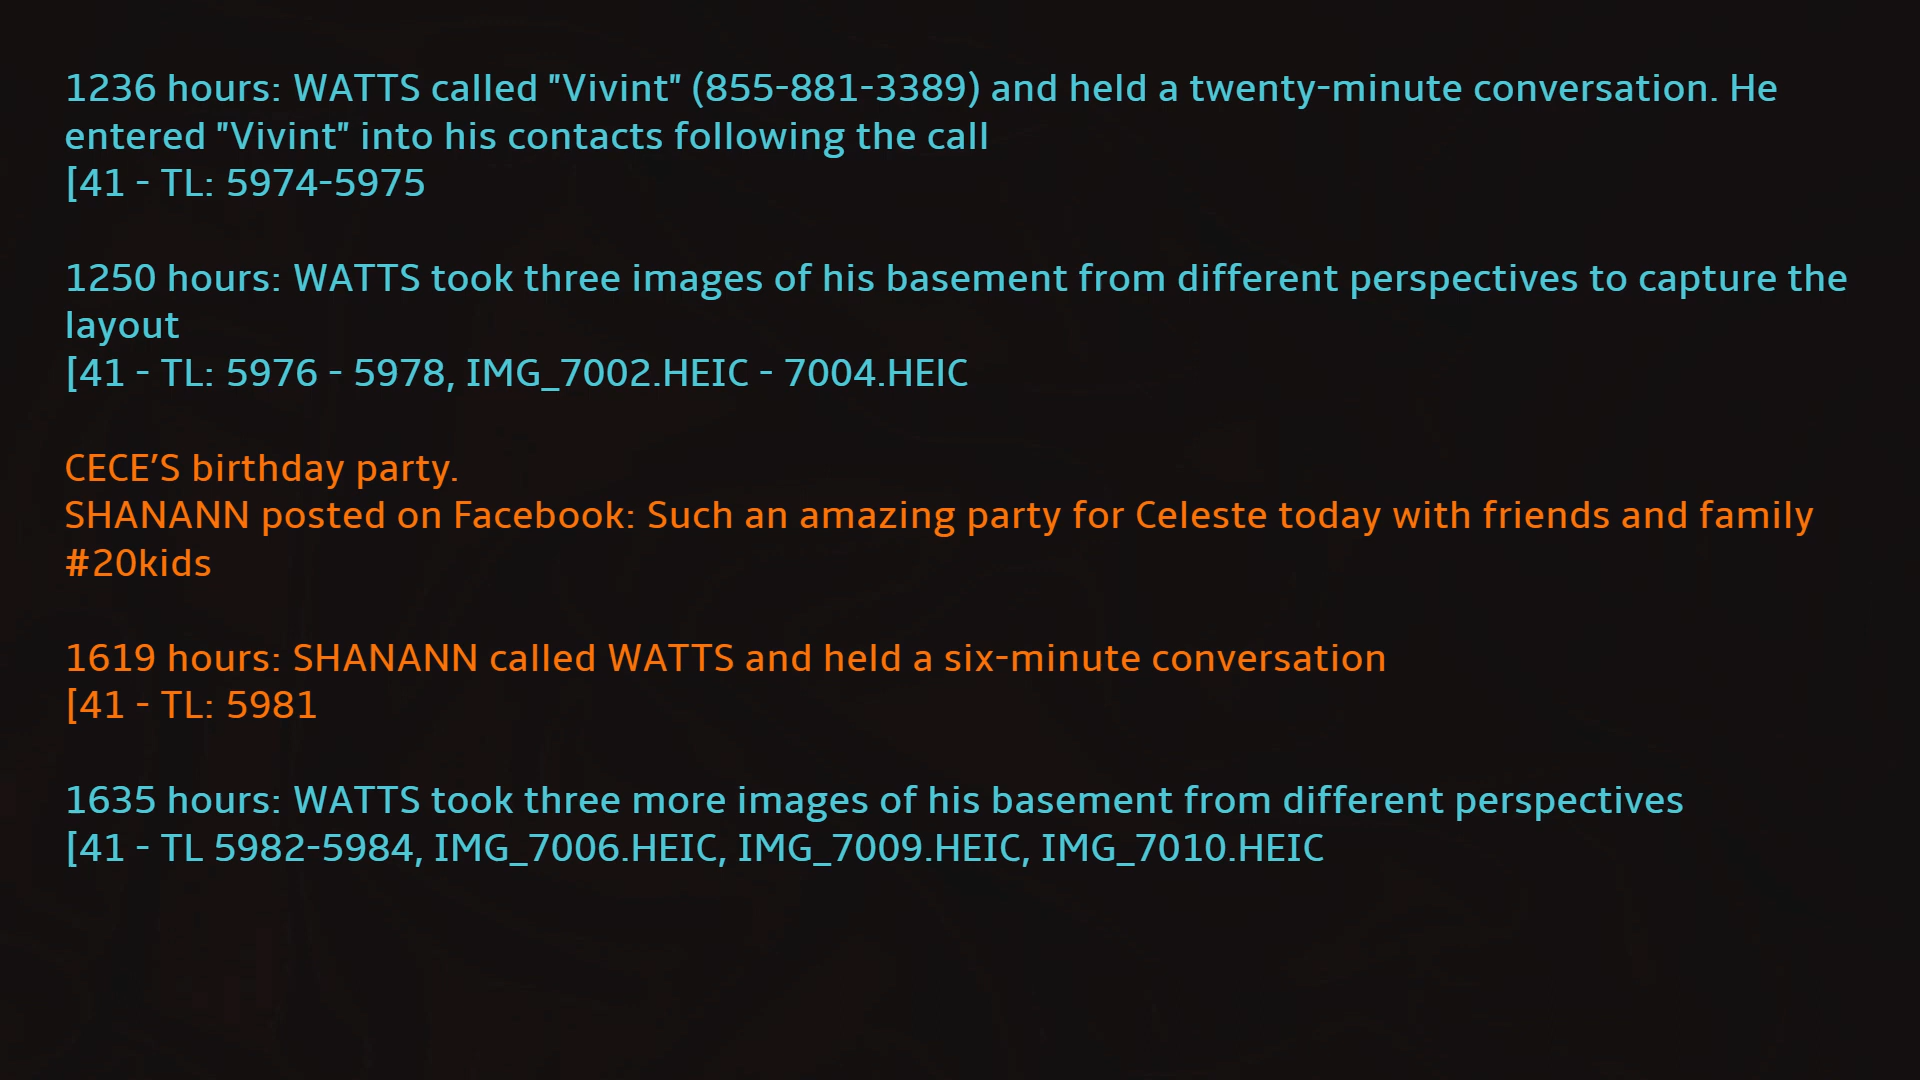 1236 hours: WATTS called "Vivint" (855-881-3389) and held a twenty-minute conversation. He
entered "Vivint" into his contacts following the call
[41 - TL: 5974-5975
1250 hours: WATTS took three images of his basement from different perspectives to capture the
layout
[41 - TL: 5976 - 5978, IMG_7002.HEIC - 7004.HEIC
CECE’S birthday party.
SHANANN posted on Facebook: Such an amazing party for Celeste today with friends and family
#20kids
1619 hours: SHANANN called WATTS and held a six-minute conversation
[41 - TL: 5981
1635 hours: WATTS took three more images of his basement from different perspectives
[41 - TL 5982-5984, IMG_7006.HEIC, IMG_7009.HEIC, IMG_7010.HEIC